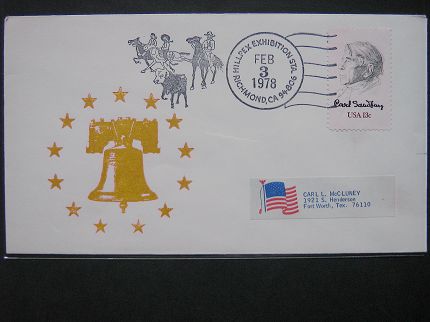 HILLPEX EXHIBITION STA.
FEB
3
1978
RICHMOND, CA 94806
Carl Sandburg
USA 13c
CARL L. McCLUNEY
1921 S. Henderson
Fort Worth, Tex. 76110